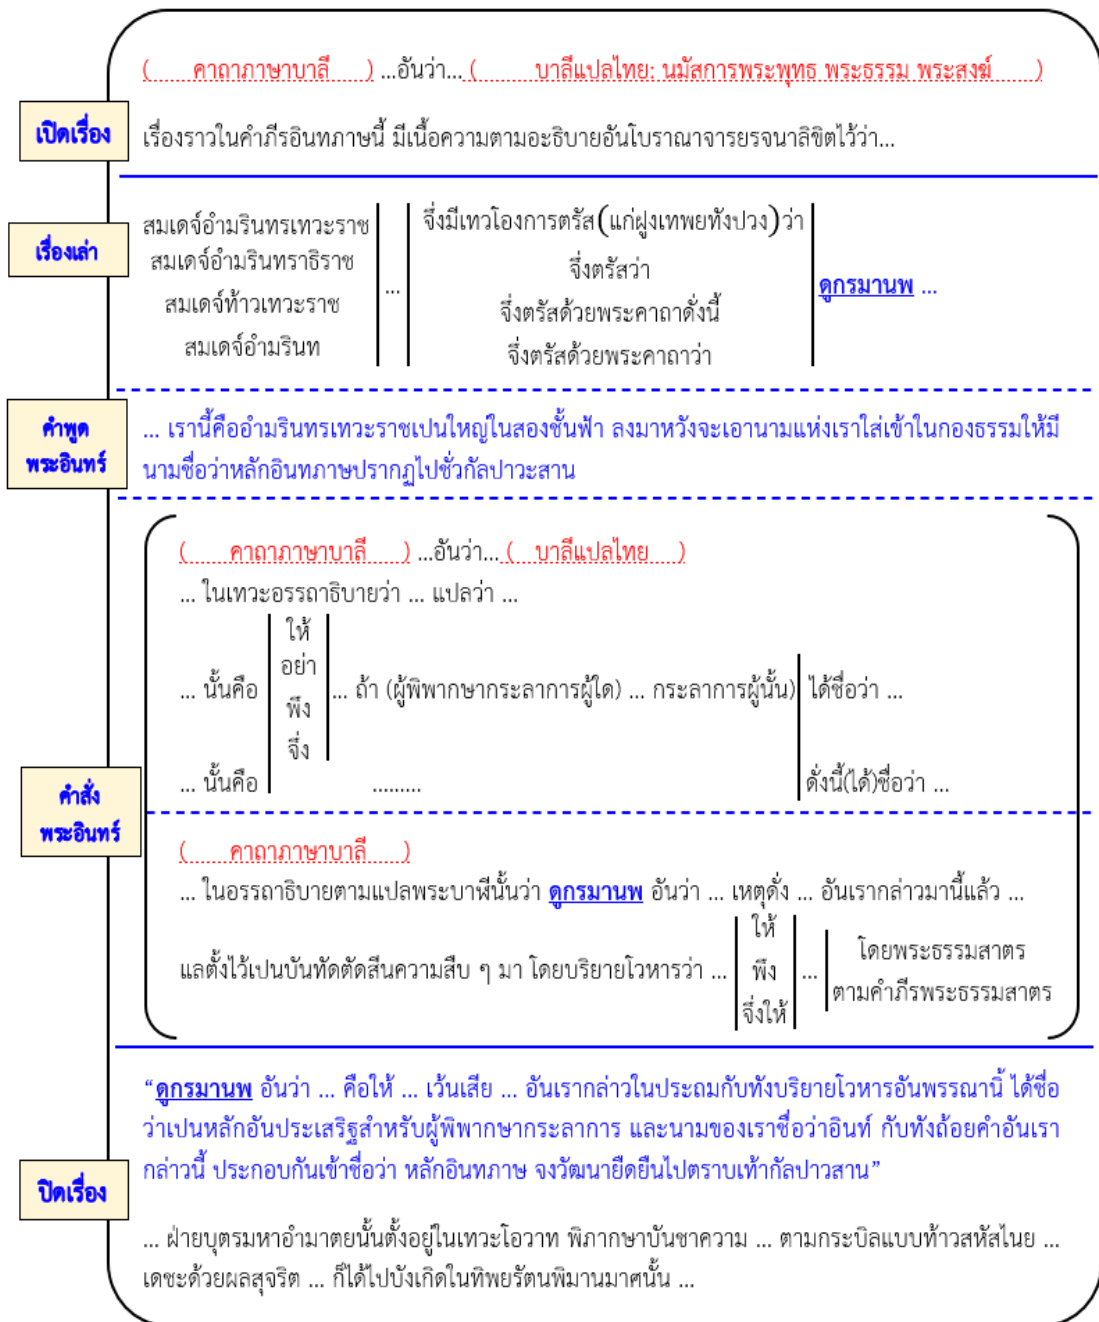 ( คาถาภาษาบาลี ) ...อันว่า... ( บาลีแปลไทย: นมัสการพระพุทธ พระธรรม พระสงฆ์ )
เปิดเรื่อง
เรื่องราวในคำภีรอินทภาษนี้ มีเนื้อความตามอะธิบายอันโบราณาจารยรจนาลิขิตไว้ว่า...
เรื่องเล่า
สมเดจ์อำมรินทรเทวะราช
สมเดจ์อำมรินทราธิราช
สมเดจ์ท้าวเทวะราช
สมเดจ์อำมรินท
...
จึ่งมีเทวโองการตรัส(แก่ฝูงเทพยทังปวง)ว่า
จึ่งตรัสว่า
จึ่งตรัสด้วยพระคาถาดั่งนี้
จึ่งตรัสด้วยพระคาถาว่า
ดูกรมานพ ...
คำพูด
พระอินทร์
... เรานี้คืออำมรินทรเทวะราชเปนใหญ่ในสองชั้นฟ้า ลงมาหวังจะเอานามแห่งเราใส่เข้าในกองธรรมให้มี
นามชื่อว่าหลักอินทภาษปรากฏไปชั่วกัลปาวะสาน
คำสั่ง
พระอินทร์
( คาถาภาษาบาลี ) ...อันว่า... ( บาลีแปลไทย )
... ในเทวะอรรถาธิบายว่า ... แปลว่า ...
ให้
อย่า
... นั้นคือ พึง ... ถ้า (ผู้พิพากษากระลาการผู้ใด) ... กระลาการผู้นั้น) ได้ชื่อว่า ...
จึ่ง
... นั้นคือ ......... ดั่งนี้(ได้)ชื่อว่า ...
( คาถาภาษาบาลี )
... ในอรรถาธิบายตามแปลพระบาฬีนั้นว่า ดูกรมานพ อันว่า ... เหตุดั่ง ... อันเรากล่าวมานี้แล้ว ...
ให้
แลตั้งไว้เปนบันทัดตัดสีนความสืบ ๆ มา โดยบริยายโวหารว่า ... พึง ... โดยพระธรรมสาตร
จึ่งให้ ตามคำภีรพระธรรมสาตร
ปิดเรื่อง
“ดูกรมานพ อันว่า ... คือให้ ... เว้นเสีย ... อันเรากล่าวในประถมกับทังบริยายโวหารอันพรรณานี้ ได้ชื่อ
ว่าเปนหลักอันประเสริฐสำหรับผู้พิพากษากระลาการ และนามของเราชื่อว่าอินท์ กับทังถ้อยคำอันเรา
กล่าวนี้ ประกอบกันเข้าชื่อว่า หลักอินทภาษ จงวัฒนายืดยืนไปตราบเท้ากัลปาวสาน”
... ฝ่ายบุตรมหาอำมาตยนั้นตั้งอยู่ในเทวะโอวาท พิภากษาบันชาความ ... ตามกระบิลแบบท้าวสหัสไนย ...
เดชะด้วยผลสุจริต ... ก็ได้ไปบังเกิดในทิพยรัตนพิมานมาศนั้น ...